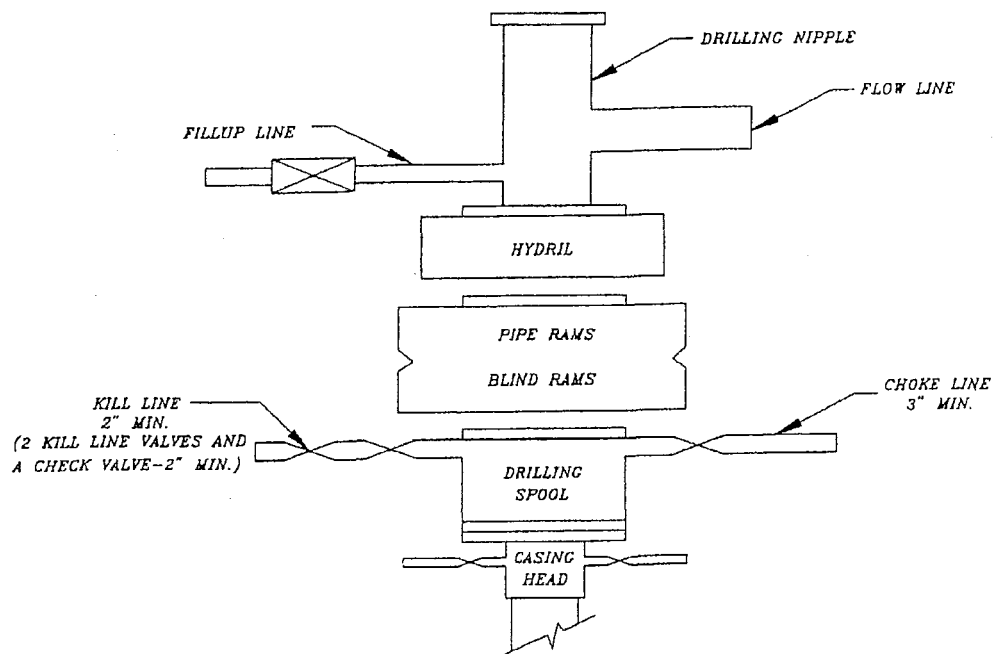 DRILLING NIPPLE
FLOW LINE
FILLUP LINE
HYDRIL
PIPE RAMS
BLIND RAMS
CHOKE LINE
3" MIN.
KILL LINE
2" MIN.
(2 KILL LINE VALVES AND
A CHECK VALVE-2" MIN.)
DRILLING
SPOOL
CASING
HEAD